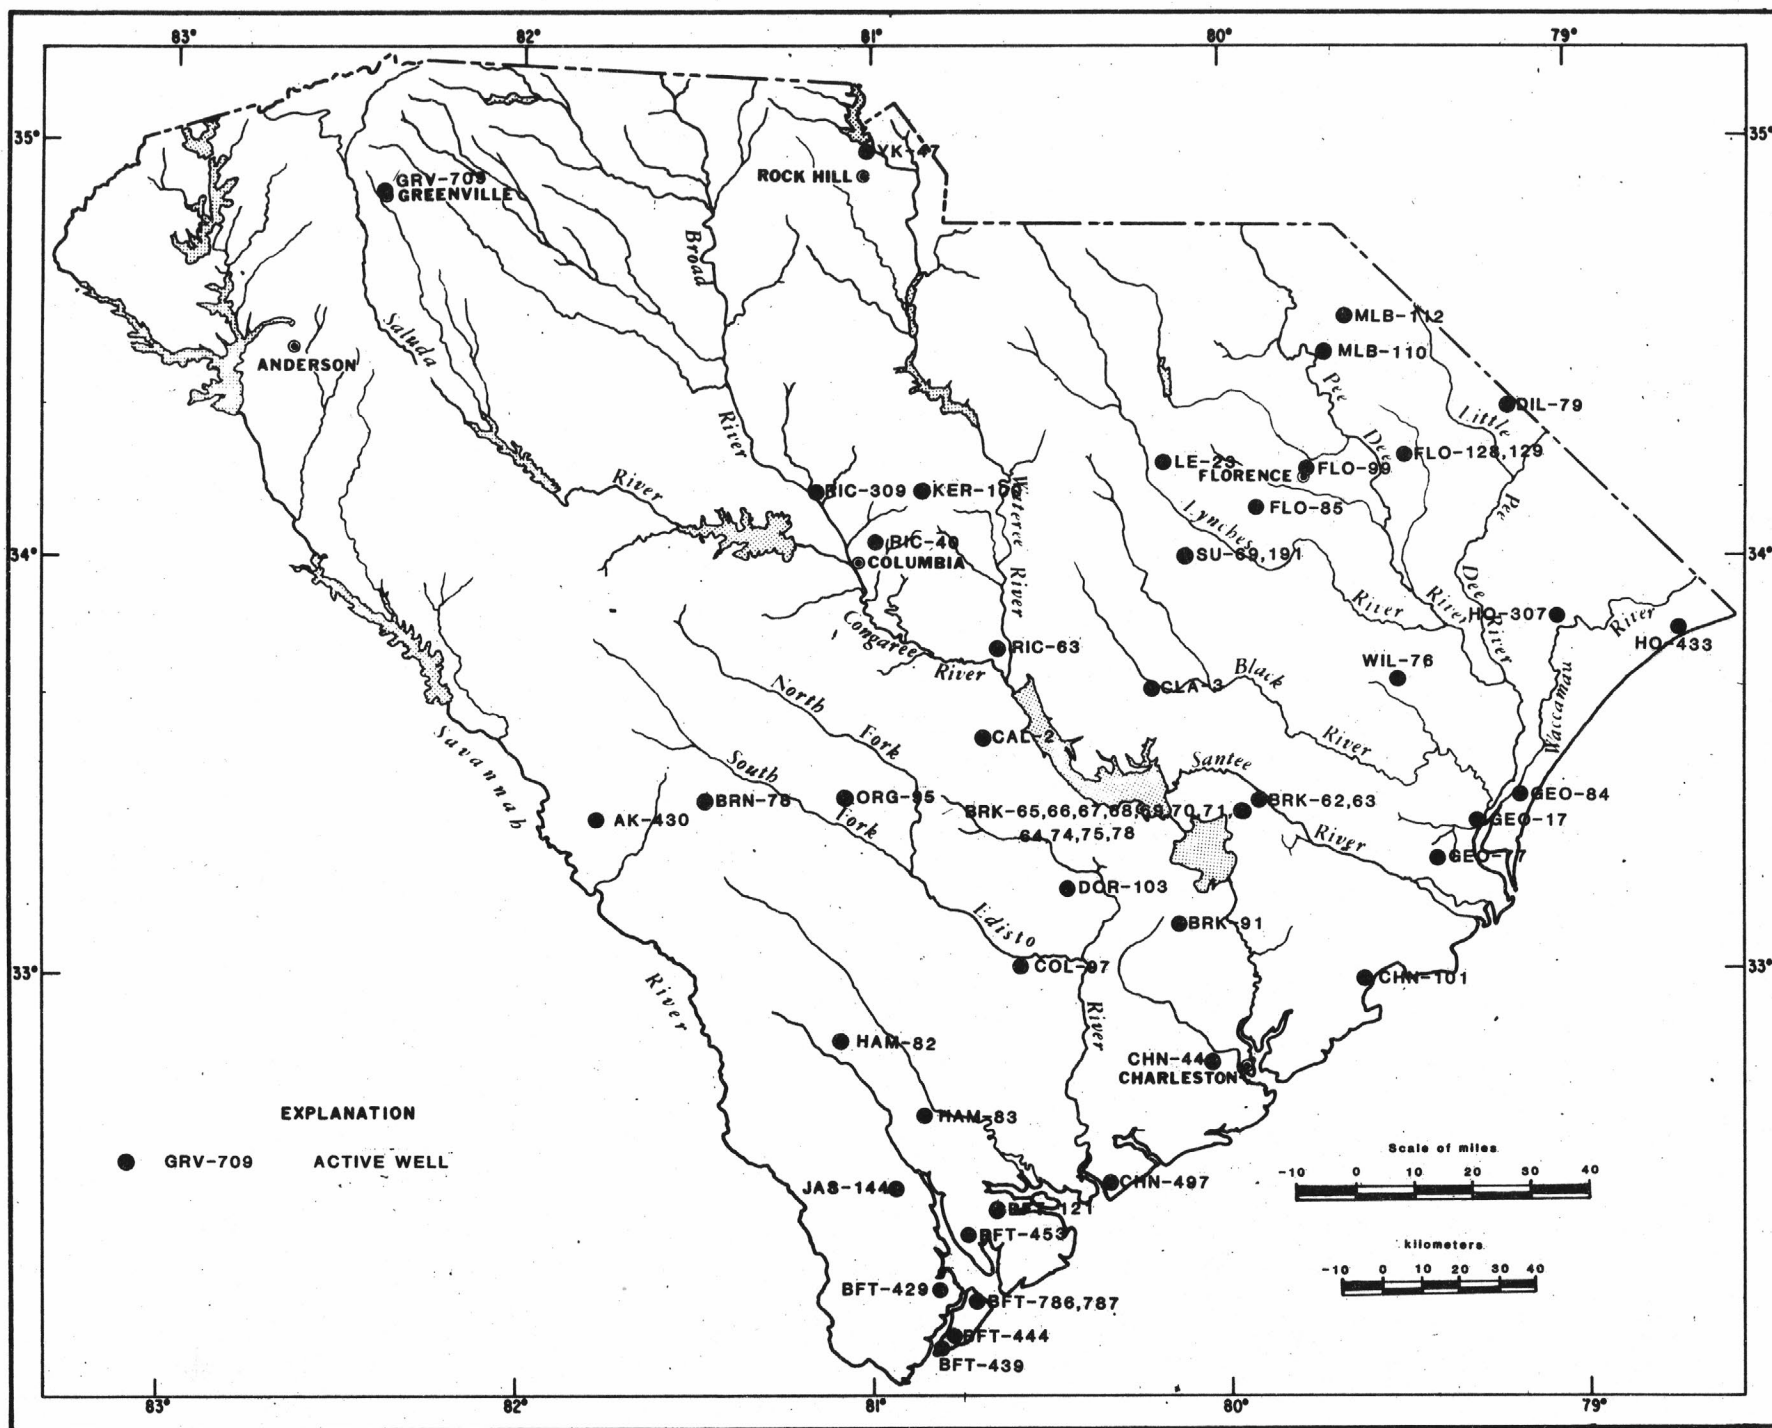 83° 82° 81° 80° 79°
35° 35°
YK-47
ROCK HILL
GRV-709
GREENVILLE
Broad
MLB-112
Saluda
MLB-110
ANDERSON
Pee
DIL-79
Little
River
Dee
FLO-128,129
LE-23
FLO-99
FLORENCE
River
RIC-309
KER-100
Wateree
Pee
FLO-85
Lynches
RIC-40
34° 34°
SU-69,191
COLUMBIA
Dee
River
River
River
HO-307
River
River
HO-433
Congaree
RIC-63
River
WIL-76
Black
CLA-3
North
Waccamau
Savannah
Fork
CAL-2
River
South
Santee
BRN-78
ORG-95
BRK-62,63
GEO-84
BRK-65,66,67,68,69,70,71,
AK-430
Fork
GEO-17
64,74,75,78
River
GEO-77
DOR-103
Edisto
BRK-91
33° 33°
COL-97
CHN-101
River
River
HAM-82
CHN-44
CHARLESTON
EXPLANATION
HAM-83
GRV-709 ACTIVE WELL
Scale of miles
-10 0 10 20 30 40
JAS-144
CHN-497
BFT-121
BFT-453
kilometers
-10 0 10 20 30 40
BFT-429
BFT-786,787
BFT-444
BFT-439
83° 82° 81° 80° 79°